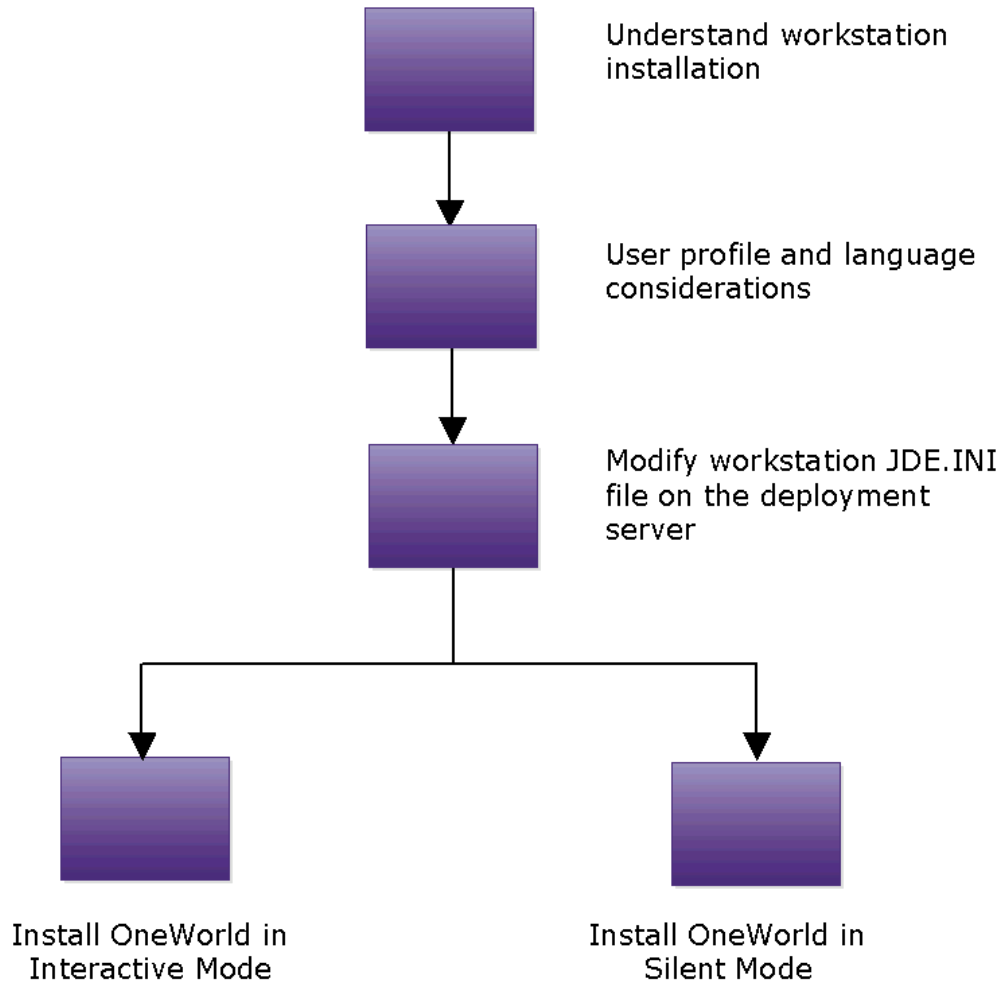 Understand workstation
installation
User profile and language
considerations
Modify workstation JDE.INI
file on the deployment
server
Install OneWorld in
Interactive Mode
Install OneWorld in
Silent Mode